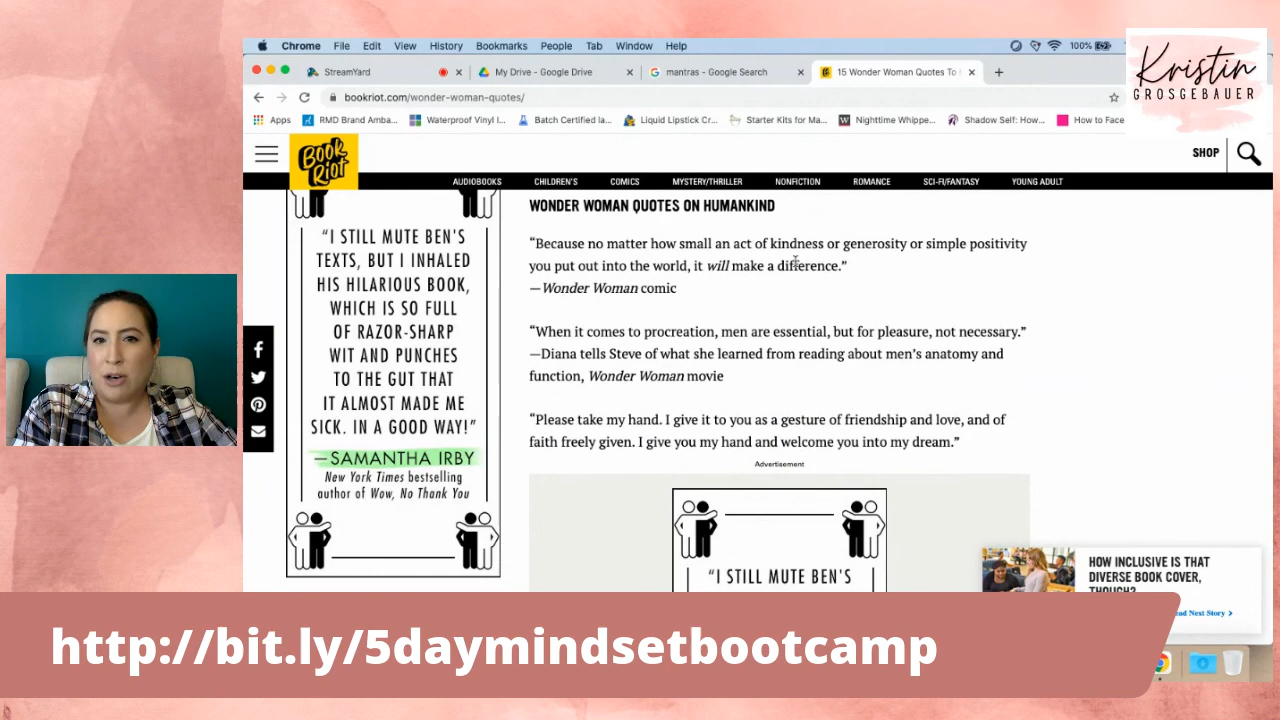 Chrome File Edit View History Bookmarks People Tab Window Help
100%
StreamYard
My Drive - Google Drive
mantras - Google Search
15 Wonder Woman Quotes To
bookriot.com/wonder-woman-quotes/
Apps
RMD Brand Amba...
Waterproof Vinyl I...
Batch Certified la...
Liquid Lipstick Cr...
Starter Kits for Ma...
Nighttime Whippe...
Shadow Self: How...
How to Face
Kristin
GROSGEBAUER
BOOK
RIOT
SHOP
AUDIOBOOKS CHILDREN'S COMICS MYSTERY/THRILLER NONFICTION ROMANCE SCI-FI/FANTASY YOUNG ADULT
"I STILL MUTE BEN'S
TEXTS, BUT I INHALED
HIS HILARIOUS BOOK,
WHICH IS SO FULL
OF RAZOR-SHARP
WIT AND PUNCHES
TO THE GUT THAT
IT ALMOST MADE ME
SICK. IN A GOOD WAY!"
—SAMANTHA IRBY
New York Times bestselling
author of Wow, No Thank You
WONDER WOMAN QUOTES ON HUMANKIND
“Because no matter how small an act of kindness or generosity or simple positivity
you put out into the world, it will make a difference.”
—Wonder Woman comic
“When it comes to procreation, men are essential, but for pleasure, not necessary.”
—Diana tells Steve of what she learned from reading about men’s anatomy and
function, Wonder Woman movie
“Please take my hand. I give it to you as a gesture of friendship and love, and of
faith freely given. I give you my hand and welcome you into my dream.”
Advertisement
"I STILL MUTE BEN'S
HOW INCLUSIVE IS THAT
DIVERSE BOOK COVER,
THOUGH?
ead Next Story >
http://bit.ly/5daymindsetbootcamp